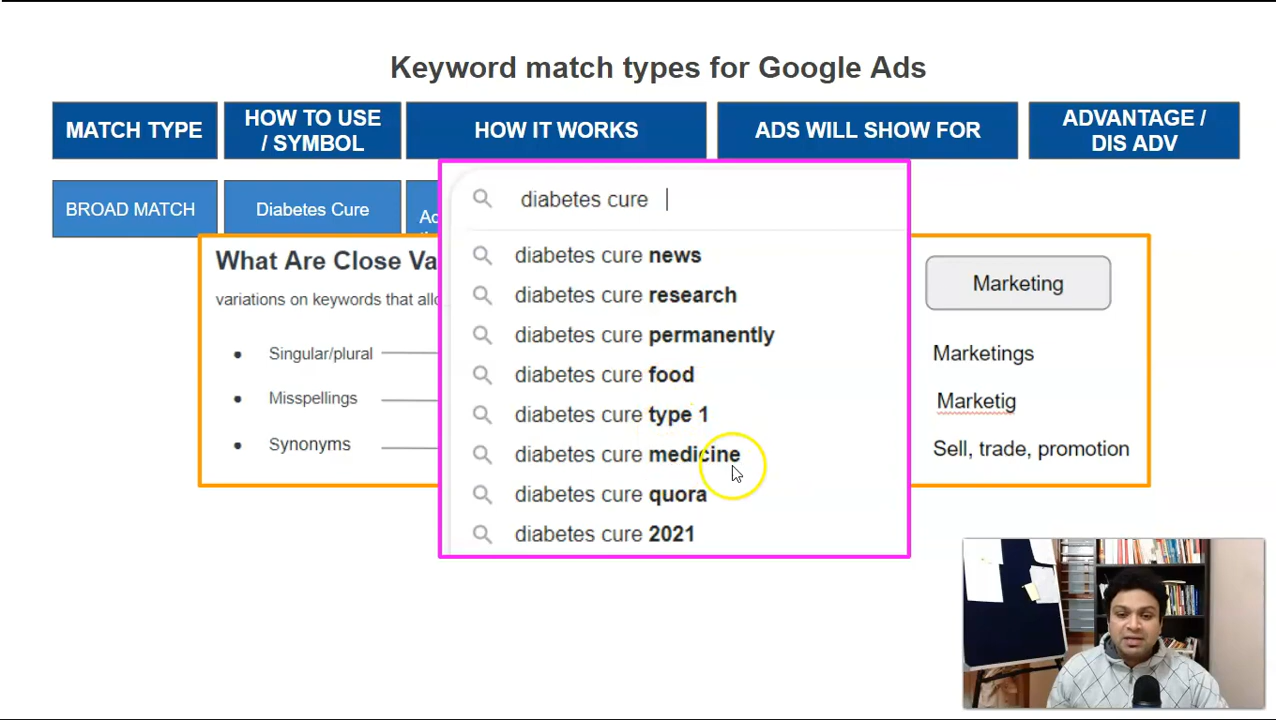 Keyword match types for Google Ads
MATCH TYPE
HOW TO USE
/ SYMBOL
HOW IT WORKS
ADS WILL SHOW FOR
ADVANTAGE /
DIS ADV
BROAD MATCH
Diabetes Cure
What Are Close Va
variations on keywords that allo
Singular/plural
Misspellings
Synonyms
diabetes cure
diabetes cure news
diabetes cure research
diabetes cure permanently
diabetes cure food
diabetes cure type 1
diabetes cure medicine
diabetes cure quora
diabetes cure 2021
Marketing
Marketings
Marketig
Sell, trade, promotion